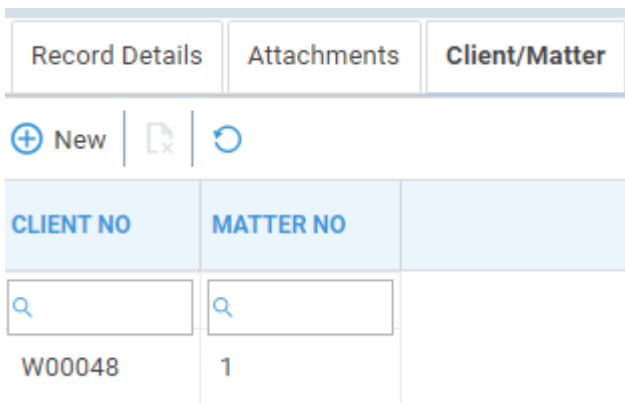 Record Details Attachments Client/Matter
New
CLIENT NO MATTER NO
W00048 1